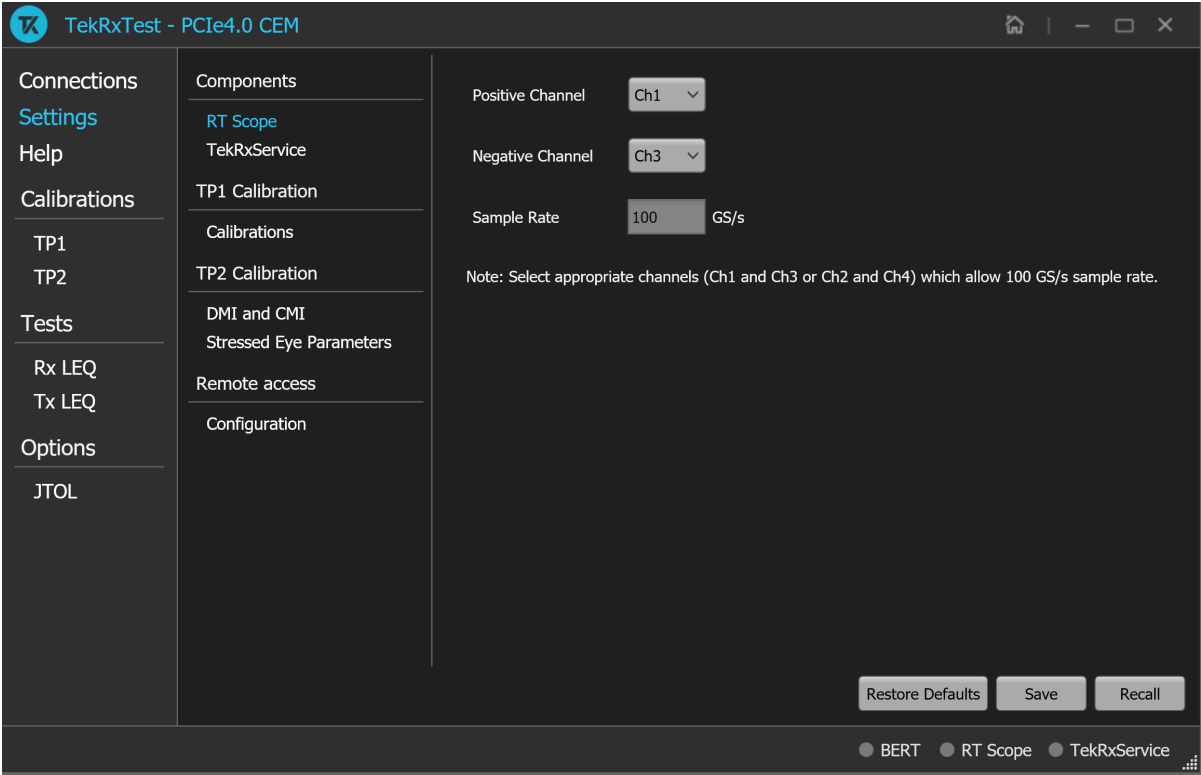 TekRxTest - PCIe4.0 CEM
Connections
Settings
Help
Calibrations
TP1
TP2
Tests
Rx LEQ
Tx LEQ
Options
JTOL
Components
RT Scope
TekRxService
TP1 Calibration
Calibrations
TP2 Calibration
DMI and CMI
Stressed Eye Parameters
Remote access
Configuration
Positive Channel Ch1
Negative Channel Ch3
Sample Rate 100 GS/s
Note: Select appropriate channels (Ch1 and Ch3 or Ch2 and Ch4) which allow 100 GS/s sample rate.
Restore Defaults Save Recall
BERT RT Scope TekRxService